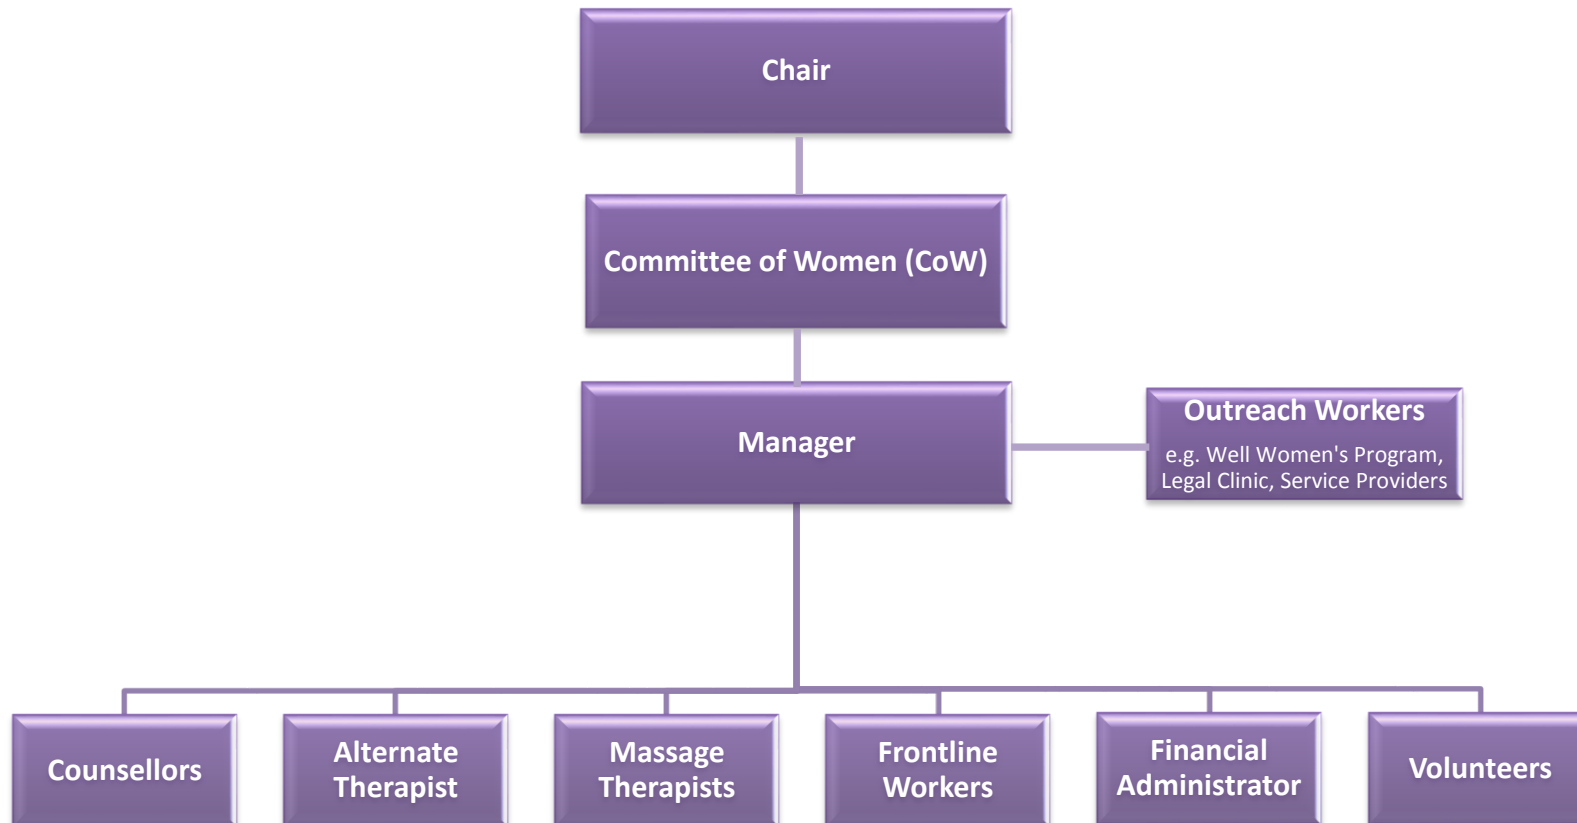 Chair
Committee of Women (CoW)
Manager
Outreach Workers
e.g. Well Women's Program,
Legal Clinic, Service Providers
Counsellors
Alternate
Therapist
Massage
Therapists
Frontline
Workers
Financial
Administrator
Volunteers